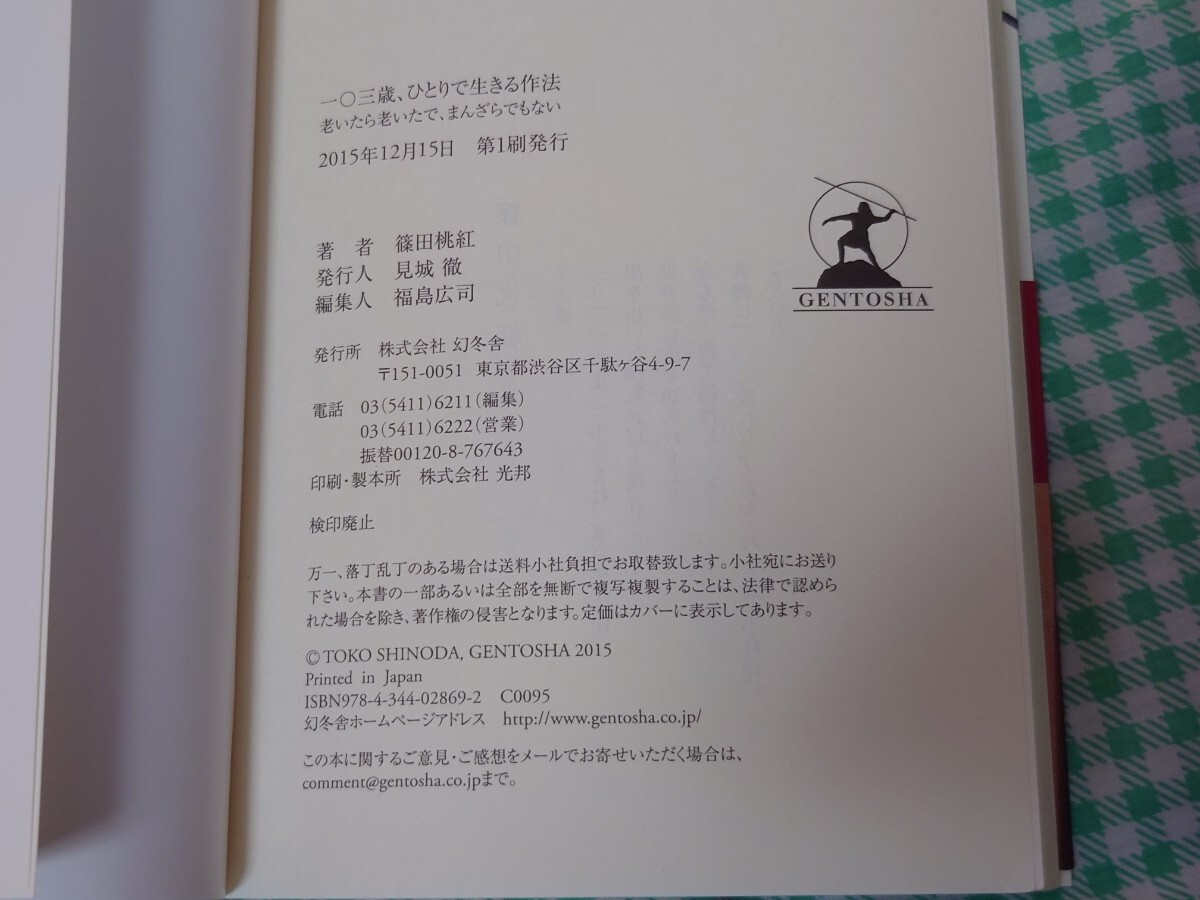 一〇三歳、ひとりで生きる作法
老いたら老いたで、まんざらでもない
2015年12月15日　第1刷発行
著　者　篠田桃紅
発行人　見城 徹
編集人　福島広司
GENTOSHA
発行所　株式会社 幻冬舎
〒151-0051　東京都渋谷区千駄ヶ谷4-9-7
電話　03(5411)6211(編集)
03(5411)6222(営業)
振替00120-8-767643
印刷・製本所　株式会社 光邦
検印廃止
万一、落丁乱丁のある場合は送料小社負担でお取替致します。小社宛にお送り
下さい。本書の一部あるいは全部を無断で複写複製することは、法律で認めら
れた場合を除き、著作権の侵害となります。定価はカバーに表示してあります。
© TOKO SHINODA, GENTOSHA 2015
Printed in Japan
ISBN978-4-344-02869-2　C0095
幻冬舎ホームページアドレス　http://www.gentosha.co.jp/
この本に関するご意見・ご感想をメールでお寄せいただく場合は、
comment@gentosha.co.jpまで。